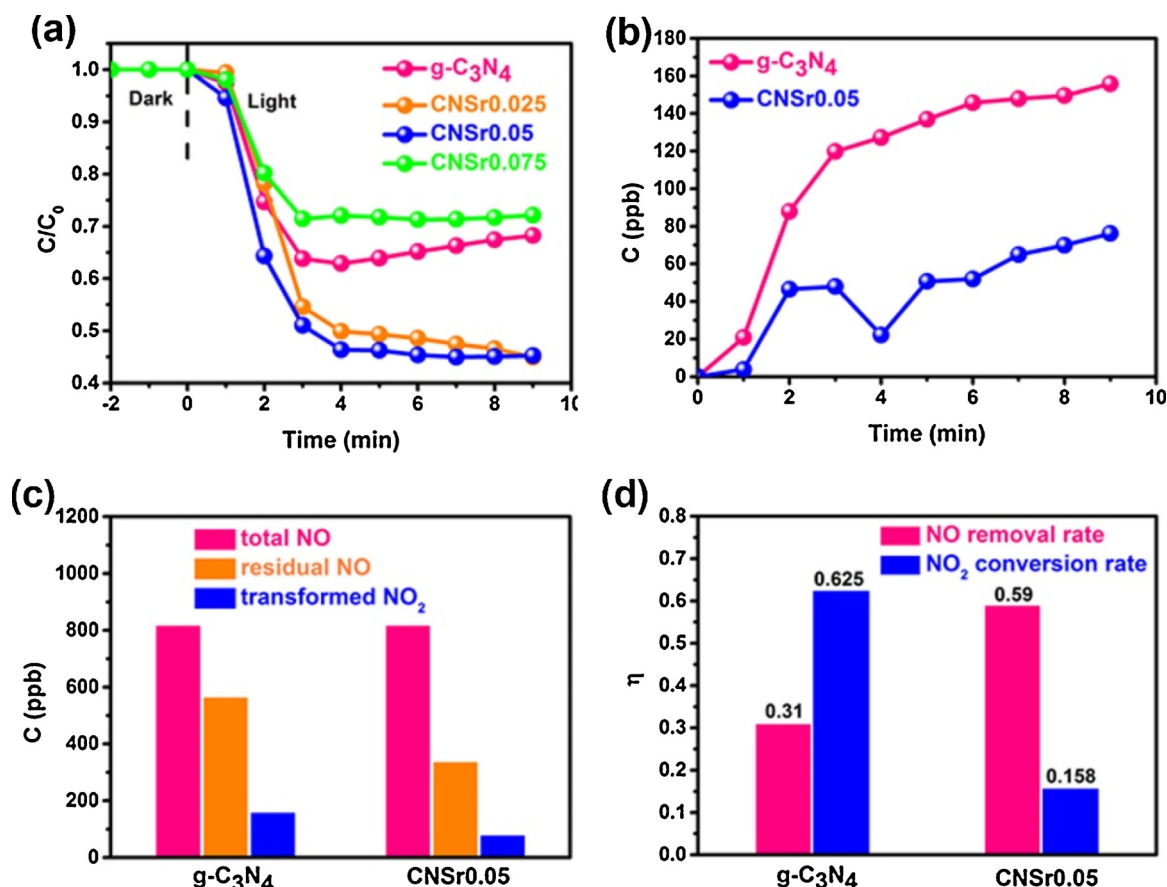 (a)
C/C₀
1.0
0.9
0.8
0.7
0.6
0.5
0.4
Dark
Light
g-C₃N₄
CNSr0.025
CNSr0.05
CNSr0.075
-2 0 2 4 6 8 10
Time (min)
(b)
C (ppb)
180
160
140
120
100
80
60
40
20
0
g-C₃N₄
CNSr0.05
0 2 4 6 8 10
Time (min)
(c)
C (ppb)
1200
1000
800
600
400
200
0
total NO
residual NO
transformed NO₂
g-C₃N₄ CNSr0.05
(d)
η
0.8
0.7
0.6
0.5
0.4
0.3
0.2
0.1
0.0
NO removal rate
NO₂ conversion rate
0.31
0.625
0.59
0.158
g-C₃N₄ CNSr0.05